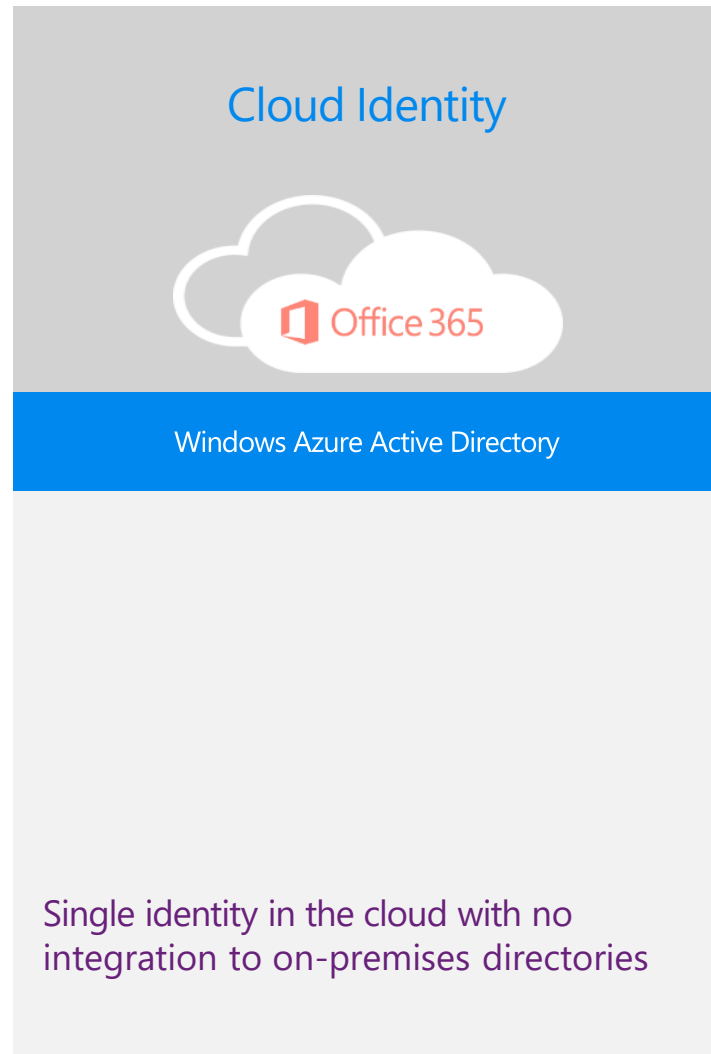 Cloud Identity
Office 365
Windows Azure Active Directory
Single identity in the cloud with no
integration to on-premises directories